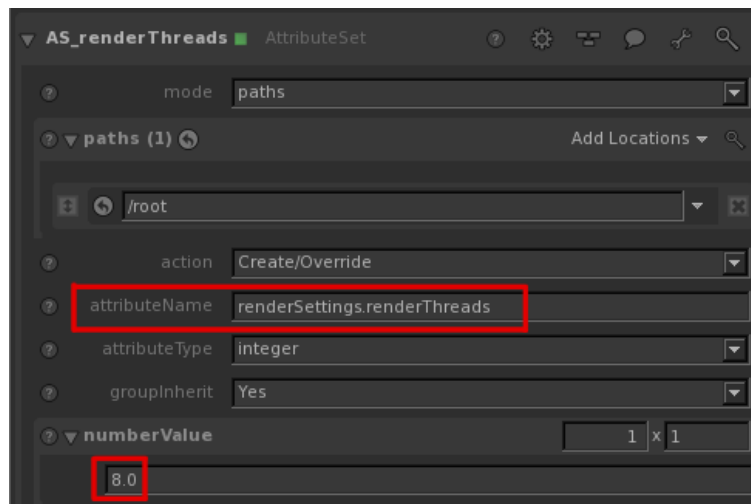 AS_renderThreads AttributeSet
mode paths
paths (1) Add Locations
/root
action Create/Override
attributeName renderSettings.renderThreads
attributeType integer
groupInherit Yes
numberValue 1 x 1
8.0